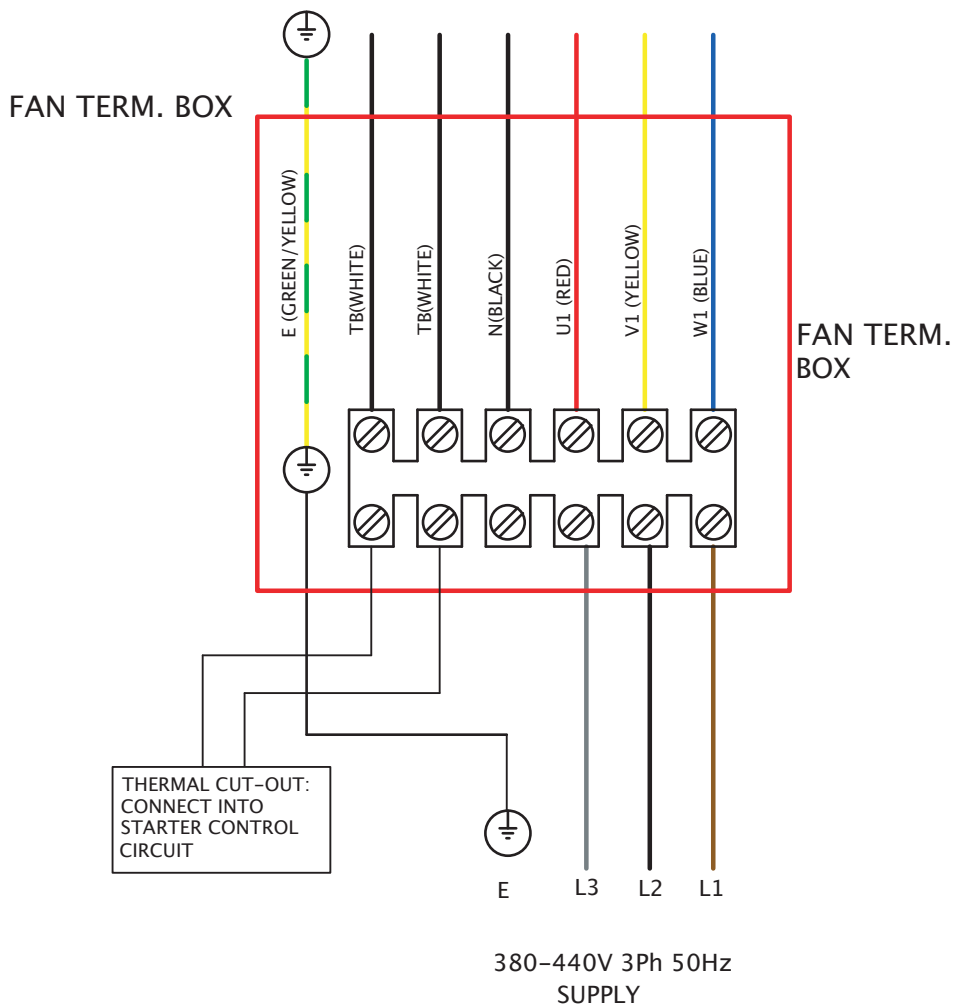 FAN TERM. BOX
E (GREEN/YELLOW)
TB(WHITE)
TB(WHITE)
N(BLACK)
U1 (RED)
V1 (YELLOW)
W1 (BLUE)
FAN TERM.
BOX
THERMAL CUT-OUT:
CONNECT INTO
STARTER CONTROL
CIRCUIT
E
L3
L2
L1
380-440V 3Ph 50Hz
SUPPLY